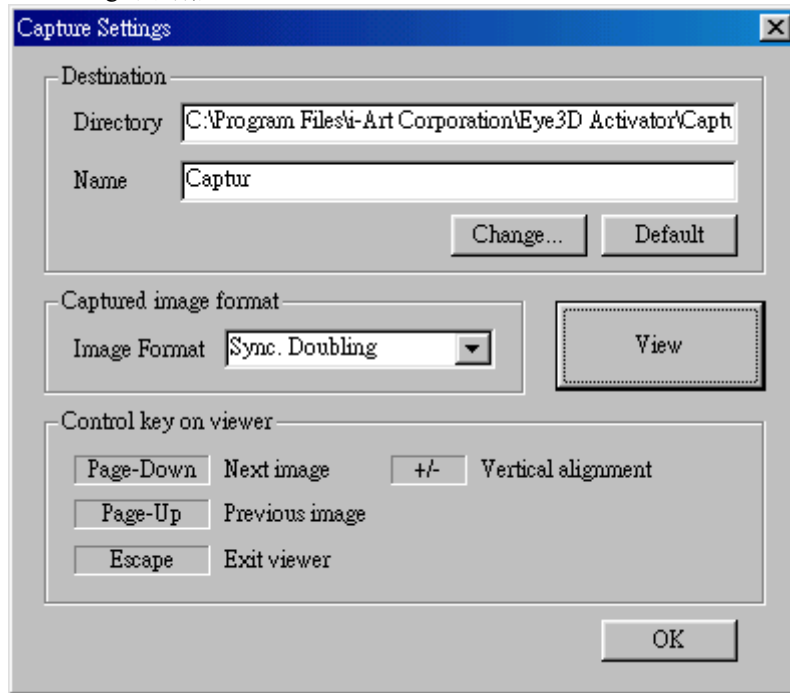 Capture Settings
Destination
Directory C:\Program Files\i-Art Corporation\Eye3D Activator\Captu
Name Captur
Change... Default
Captured image format
Image Format Sync. Doubling
View
Control key on viewer
Page-Down Next image +/- Vertical alignment
Page-Up Previous image
Escape Exit viewer
OK